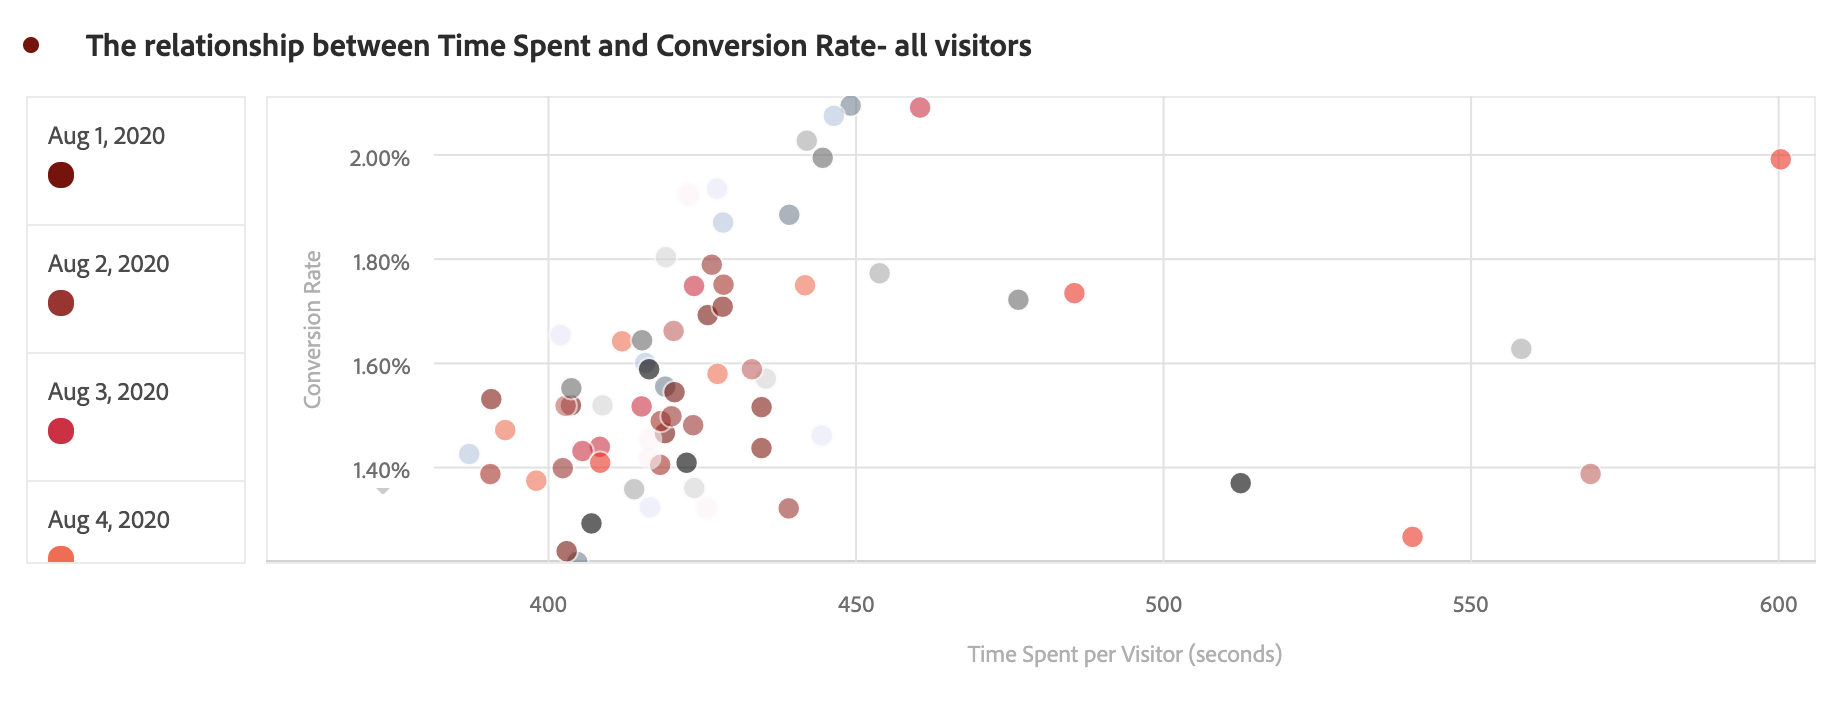 The relationship between Time Spent and Conversion Rate- all visitors
Aug 1, 2020
Aug 2, 2020
Aug 3, 2020
Aug 4, 2020
Conversion Rate
2.00%
1.80%
1.60%
1.40%
400 450 500 550 600
Time Spent per Visitor (seconds)